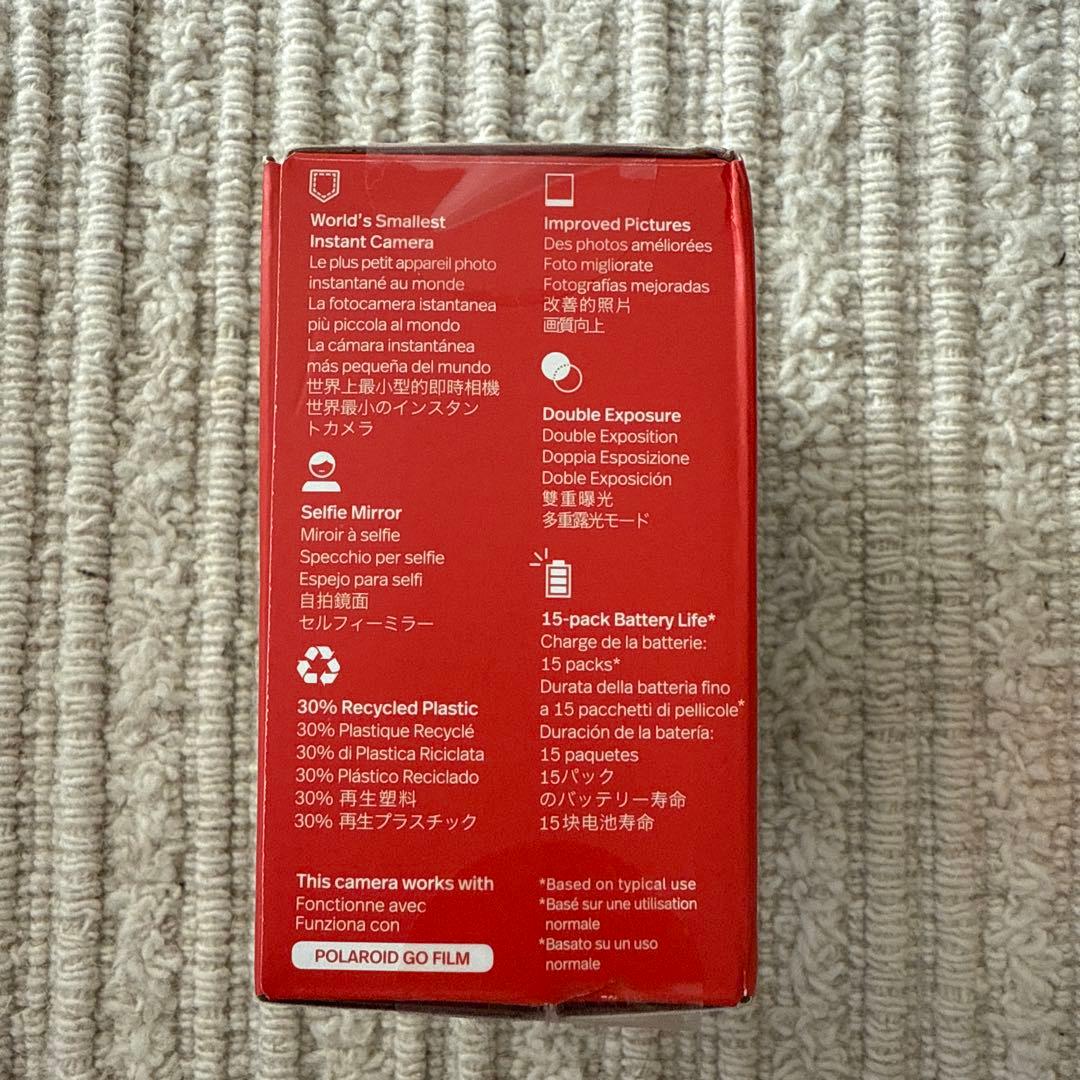 World's Smallest
Instant Camera
Le plus petit appareil photo
instantané au monde
La fotocamera istantanea
più piccola al mondo
La cámara instantánea
más pequeña del mundo
世界上最小型的即時相機
世界最小のインスタン
トカメラ
Selfie Mirror
Miroir à selfie
Specchio per selfie
Espejo para selfi
自拍鏡面
セルフィーミラー
30% Recycled Plastic
30% Plastique Recyclé
30% di Plastica Riciclata
30% Plástico Reciclado
30% 再生塑料
30% 再生プラスチック
This camera works with
Fonctionne avec
Funziona con
POLAROID GO FILM
Improved Pictures
Des photos améliorées
Foto migliorate
Fotografías mejoradas
改善的照片
画質向上
Double Exposure
Double Exposition
Doppia Esposizione
Doble Exposición
雙重曝光
多重露光モード
15-pack Battery Life*
Charge de la batterie:
15 packs*
Durata della batteria fino
a 15 pacchetti di pellicole*
Duración de la batería:
15 paquetes
15パック
のバッテリー寿命
15块电池寿命
*Based on typical use
*Basé sur une utilisation
normale
*Basato su un uso
normale